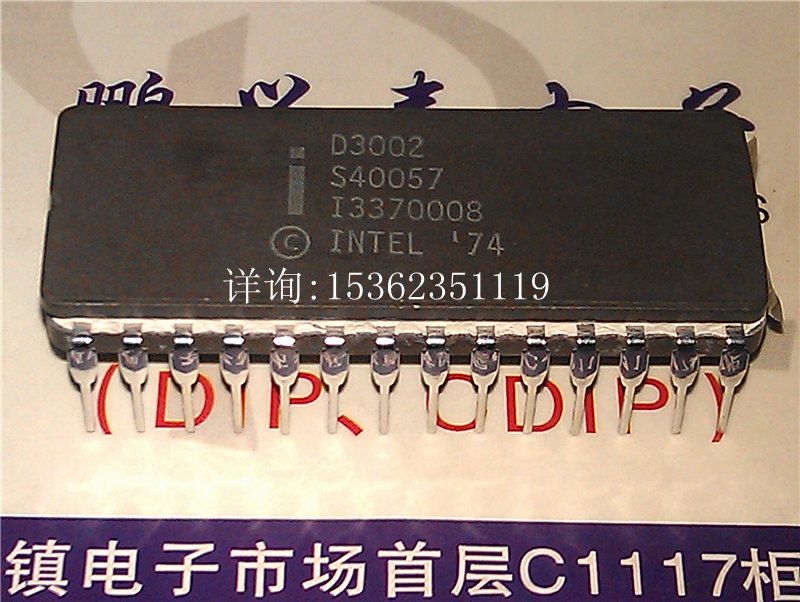 D3002
S40057
I3370008
i © INTEL '74
详询:15362351119
(DIP、CDIP)
镇电子市场首层C1117柜